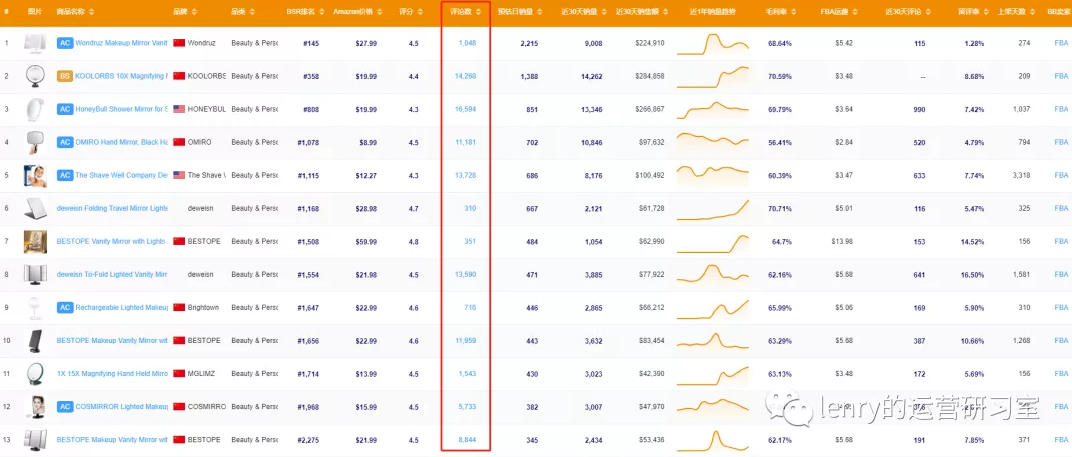 # 图片 商品名称 品牌 品类 BSR排名 Amazon价格 评分 评论数 预估日销量 近30天销量 近30天销售额 近1年销量趋势 毛利率 FBA运费 近30天评论 留评率 上架天数 BB卖家
1 AC Wondruz Makeup Mirror Vanit Wondruz Beauty & Perso #145 $27.99 4.5 1,048 2,215 9,008 $224,910 68.64% $5.42 115 1.28% 274 FBA
2 BS KOOLORBS 10X Magnifying KOOLORBS Beauty & Persc #358 $19.99 4.4 14,268 1,388 14,262 $284,858 70.59% $3.48 -- 8.68% 209 FBA
3 AC HoneyBull Shower Mirror for S HONEYBUL Beauty & Persc #808 $19.99 4.3 16,594 851 13,346 $266,867 69.79% $3.64 990 7.42% 1,037 FBA
4 AC OMIRO Hand Mirror, Black Ha OMIRO Beauty & Persc #1,078 $8.99 4.5 11,181 702 10,846 $97,632 56.41% $2.84 520 4.79% 794 FBA
5 AC The Shave Well Company De The Shave W Beauty & Persc #1,115 $12.27 4.3 13,728 686 8,176 $100,492 60.39% $3.47 633 7.74% 3,318 FBA
6 deweisn Folding Travel Mirror Lighte deweisn Beauty & Persc #1,168 $28.98 4.7 310 667 2,121 $61,728 70.71% $5.01 116 5.47% 325 FBA
7 BESTOPE Vanity Mirror with Lights BESTOPE Beauty & Persc #1,508 $59.99 4.8 351 484 1,054 $62,990 64.7% $13.98 153 14.52% 156 FBA
8 deweisn Tri-Fold Lighted Vanity Mirr deweisn Beauty & Persc #1,554 $21.98 4.5 13,590 471 3,885 $77,922 62.16% $5.68 641 16.50% 1,581 FBA
9 AC Rechargeable Lighted Makeup Brightown Beauty & Persc #1,647 $22.99 4.6 716 446 2,865 $66,212 65.99% $5.06 169 5.90% 310 FBA
10 BESTOPE Makeup Vanity Mirror wit BESTOPE Beauty & Persc #1,656 $22.99 4.6 11,959 443 3,632 $83,454 63.29% $5.68 387 10.66% 1,268 FBA
11 1X 15X Magnifying Hand Held Mirro MGLIMZ Beauty & Persc #1,714 $13.99 4.5 1,543 430 3,023 $42,390 63.13% $3.48 172 5.69% 156 FBA
12 AC COSMIRROR Lighted Makeup COSMIRRO Beauty & Persc #1,968 $15.99 4.5 5,733 382 3,007 $47,970 FBA
lenry的运营研习室
13 BESTOPE Makeup Vanity Mirror wit BESTOPE Beauty & Persc #2,275 $21.99 4.5 8,844 345 2,434 $53,436 62.17% $5.68 191 7.85% 371 FBA